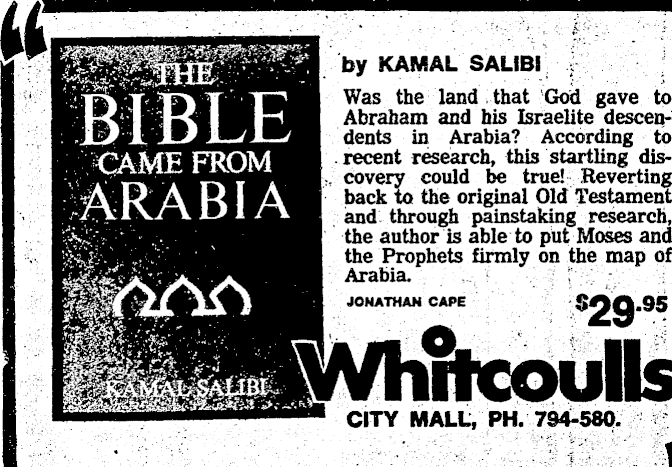 THE
BIBLE
CAME FROM
ARABIA
KAMAL SALIBI
by KAMAL SALIBI
Was the land that God gave to
Abraham and his Israelite descen-
dents in Arabia? According to
recent research, this startling dis-
covery could be true! Reverting
back to the original Old Testament
and through painstaking research,
the author is able to put Moses and
the Prophets firmly on the map of
Arabia.
JONATHAN CAPE $29.95
Whitcoulls
CITY MALL, PH. 794-580.